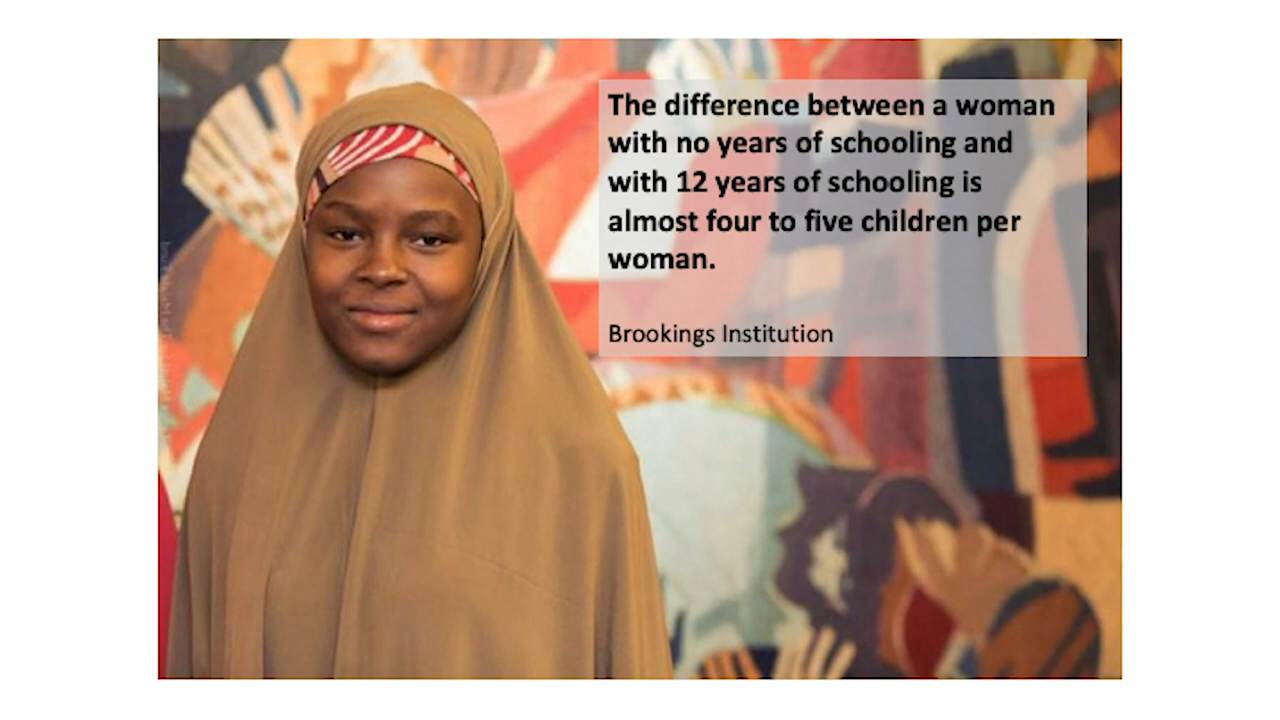 The difference between a woman
with no years of schooling and
with 12 years of schooling is
almost four to five children per
woman.
Brookings Institution